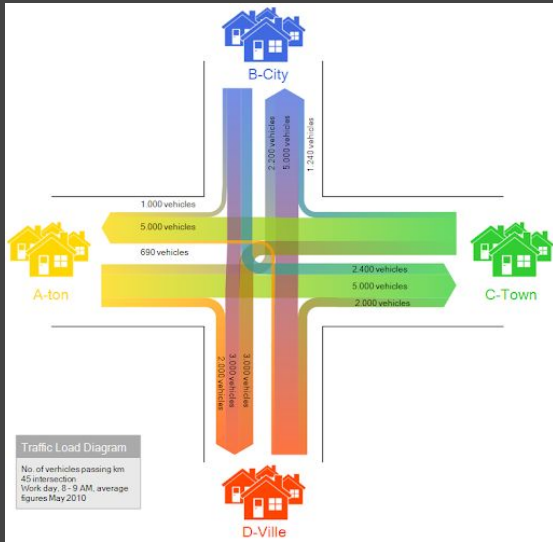 B-City
2.200 vehicles
5.000 vehicles
1.240 vehicles
1.000 vehicles
5.000 vehicles
690 vehicles
A-ton
2.400 vehicles
5.000 vehicles
2.000 vehicles
C-Town
2.000 vehicles
3.000 vehicles
3.000 vehicles
Traffic Load Diagram
No. of verhicles passing km
45 intersection
Work day, 8 - 9 AM, average
figures May 2010
D-Ville